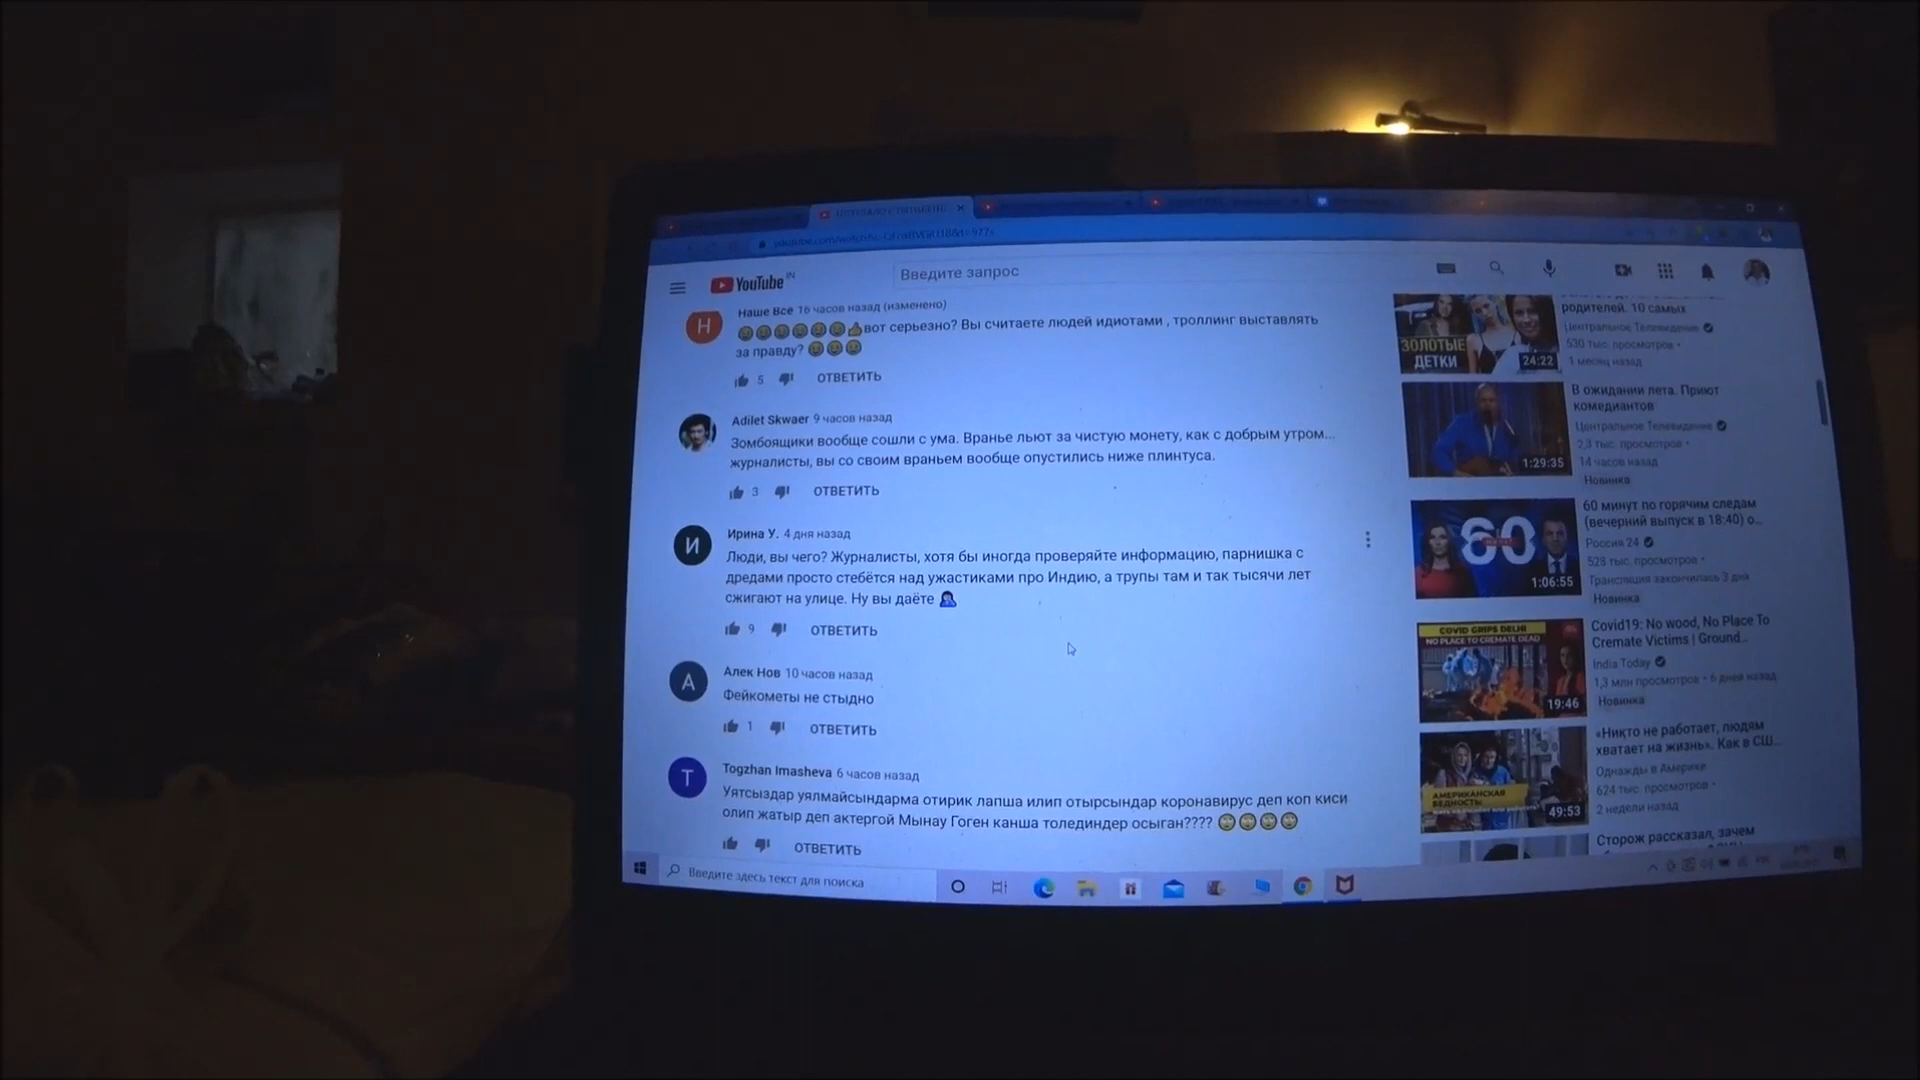 YouTube IN
Введите запрос
Наше Все 16 часов назад (изменено)
вот серьезно? Вы считаете людей идиотами , троллинг выставлять
за правду?
5 ОТВЕТИТЬ
Adilet Skwaer 9 часов назад
Зомбоящики вообще сошли с ума. Вранье льют за чистую монету, как с добрым утром...
журналисты, вы со своим враньем вообще опустились ниже плинтуса.
3 ОТВЕТИТЬ
Ирина У. 4 дня назад
И
Люди, вы чего? Журналисты, хотя бы иногда проверяйте информацию, парнишка с
дредами просто стебётся над ужастиками про Индию, а трупы там и так тысячи лет
сжигают на улице. Ну вы даёте
9 ОТВЕТИТЬ
Алек Нов 10 часов назад
А
Фейкометы не стыдно
1 ОТВЕТИТЬ
Togzhan Imasheva 6 часов назад
Т
Уятсыздар уялмайсындарма отирик лапша илип отырсындар коронавирус деп коп киси
олип жатыр деп актергой Мынау Гоген канша толединдер осыган????
ОТВЕТИТЬ
Н
родителей. 10 самых
Центральное Телевидение
530 тыс. просмотров •
1 месяц назад
ЗОЛОТЫЕ
ДЕТКИ
24:22
В ожидании лета. Приют
комедиантов
Центральное Телевидение
2,3 тыс. просмотров •
14 часов назад
Новинка
1:29:35
60 минут по горячим следам
(вечерний выпуск в 18:40) о...
Россия 24
528 тыс. просмотров •
Трансляция закончилась 3 дня
Новинка
60
1:06:55
Covid19: No wood, No Place To
Cremate Victims | Ground...
India Today
1,3 млн просмотров • 6 дней назад
Новинка
COVID GRIPS DELHI
NO PLACE TO CREMATE DEAD
19:46
«Никто не работает, людям
хватает на жизнь». Как в СШ...
Однажды в Америке
624 тыс. просмотров •
2 недели назад
АМЕРИКАНСКАЯ
БЕДНОСТЬ
49:53
Сторож рассказал, зачем
Введите здесь текст для поиска